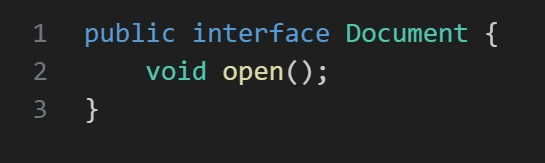 1 public interface Document {
2     void open();
3 }